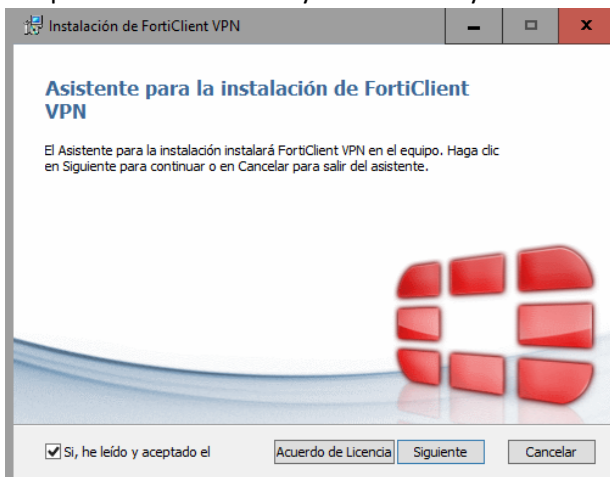 Instalación de FortiClient VPN
Asistente para la instalación de FortiClient
VPN
El Asistente para la instalación instalará FortiClient VPN en el equipo. Haga clic
en Siguiente para continuar o en Cancelar para salir del asistente.
Si, he leído y aceptado el Acuerdo de Licencia Siguiente Cancelar